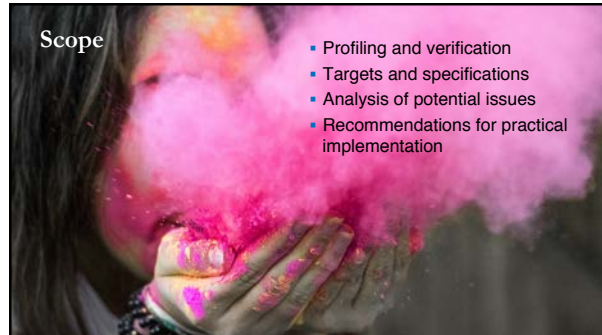 Scope
▪ Profiling and verification
▪ Targets and specifications
▪ Analysis of potential issues
▪ Recommendations for practical
implementation